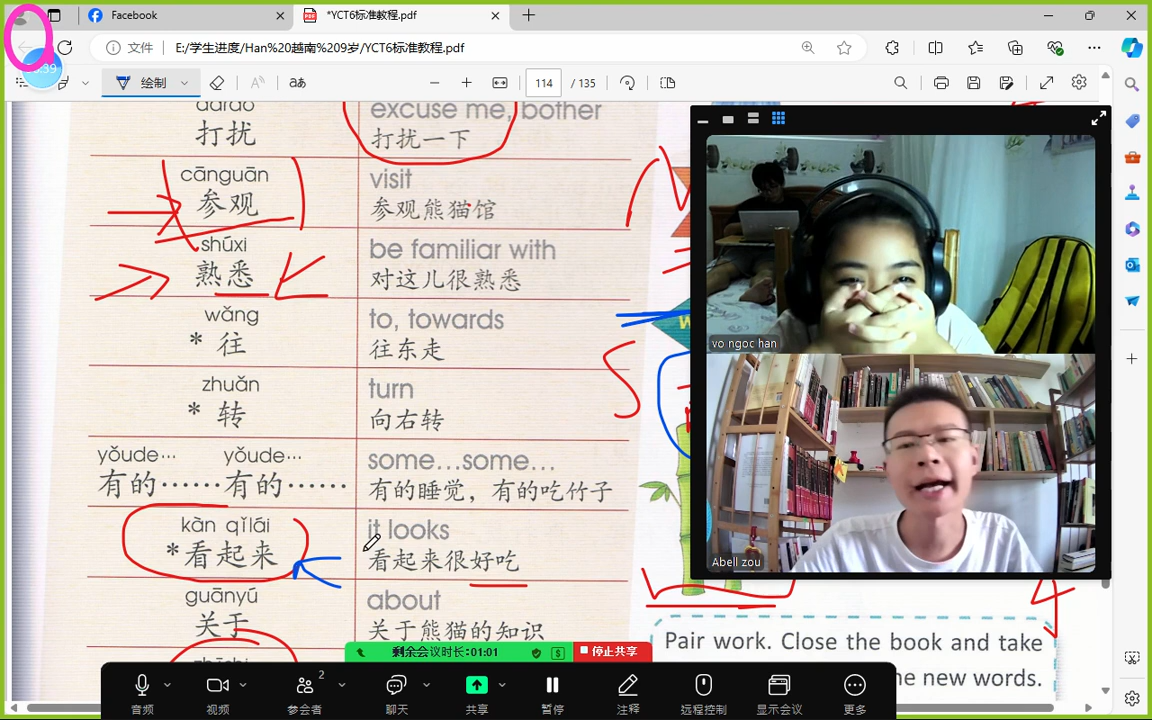 Facebook
*YCT6标准教程.pdf
文件
E:/学生进度/Han%20越南%209岁/YCT6标准教程.pdf
绘制
aあ
114 / 135
dǎrǎo
excuse me, bother
打扰
打扰一下
cānguān
visit
参观
参观熊猫馆
shúxi
be familiar with
熟悉
对这儿很熟悉
wǎng
to, towards
* 往
往东走
zhuǎn
turn
* 转
向右转
yǒude… yǒude…
some…some…
有的……有的……
有的睡觉，有的吃竹子
kàn qǐlái
it looks
*看起来
看起来很好吃
guānyú
about
关于
关于熊猫的知识
vo ngoc han
Abell zou
S
4
Pair work. Close the book and take
he new words.
剩余会议时长：01:01
停止共享
音频
视频
参会者
2
聊天
共享
暂停
注释
远程控制
显示会议
更多